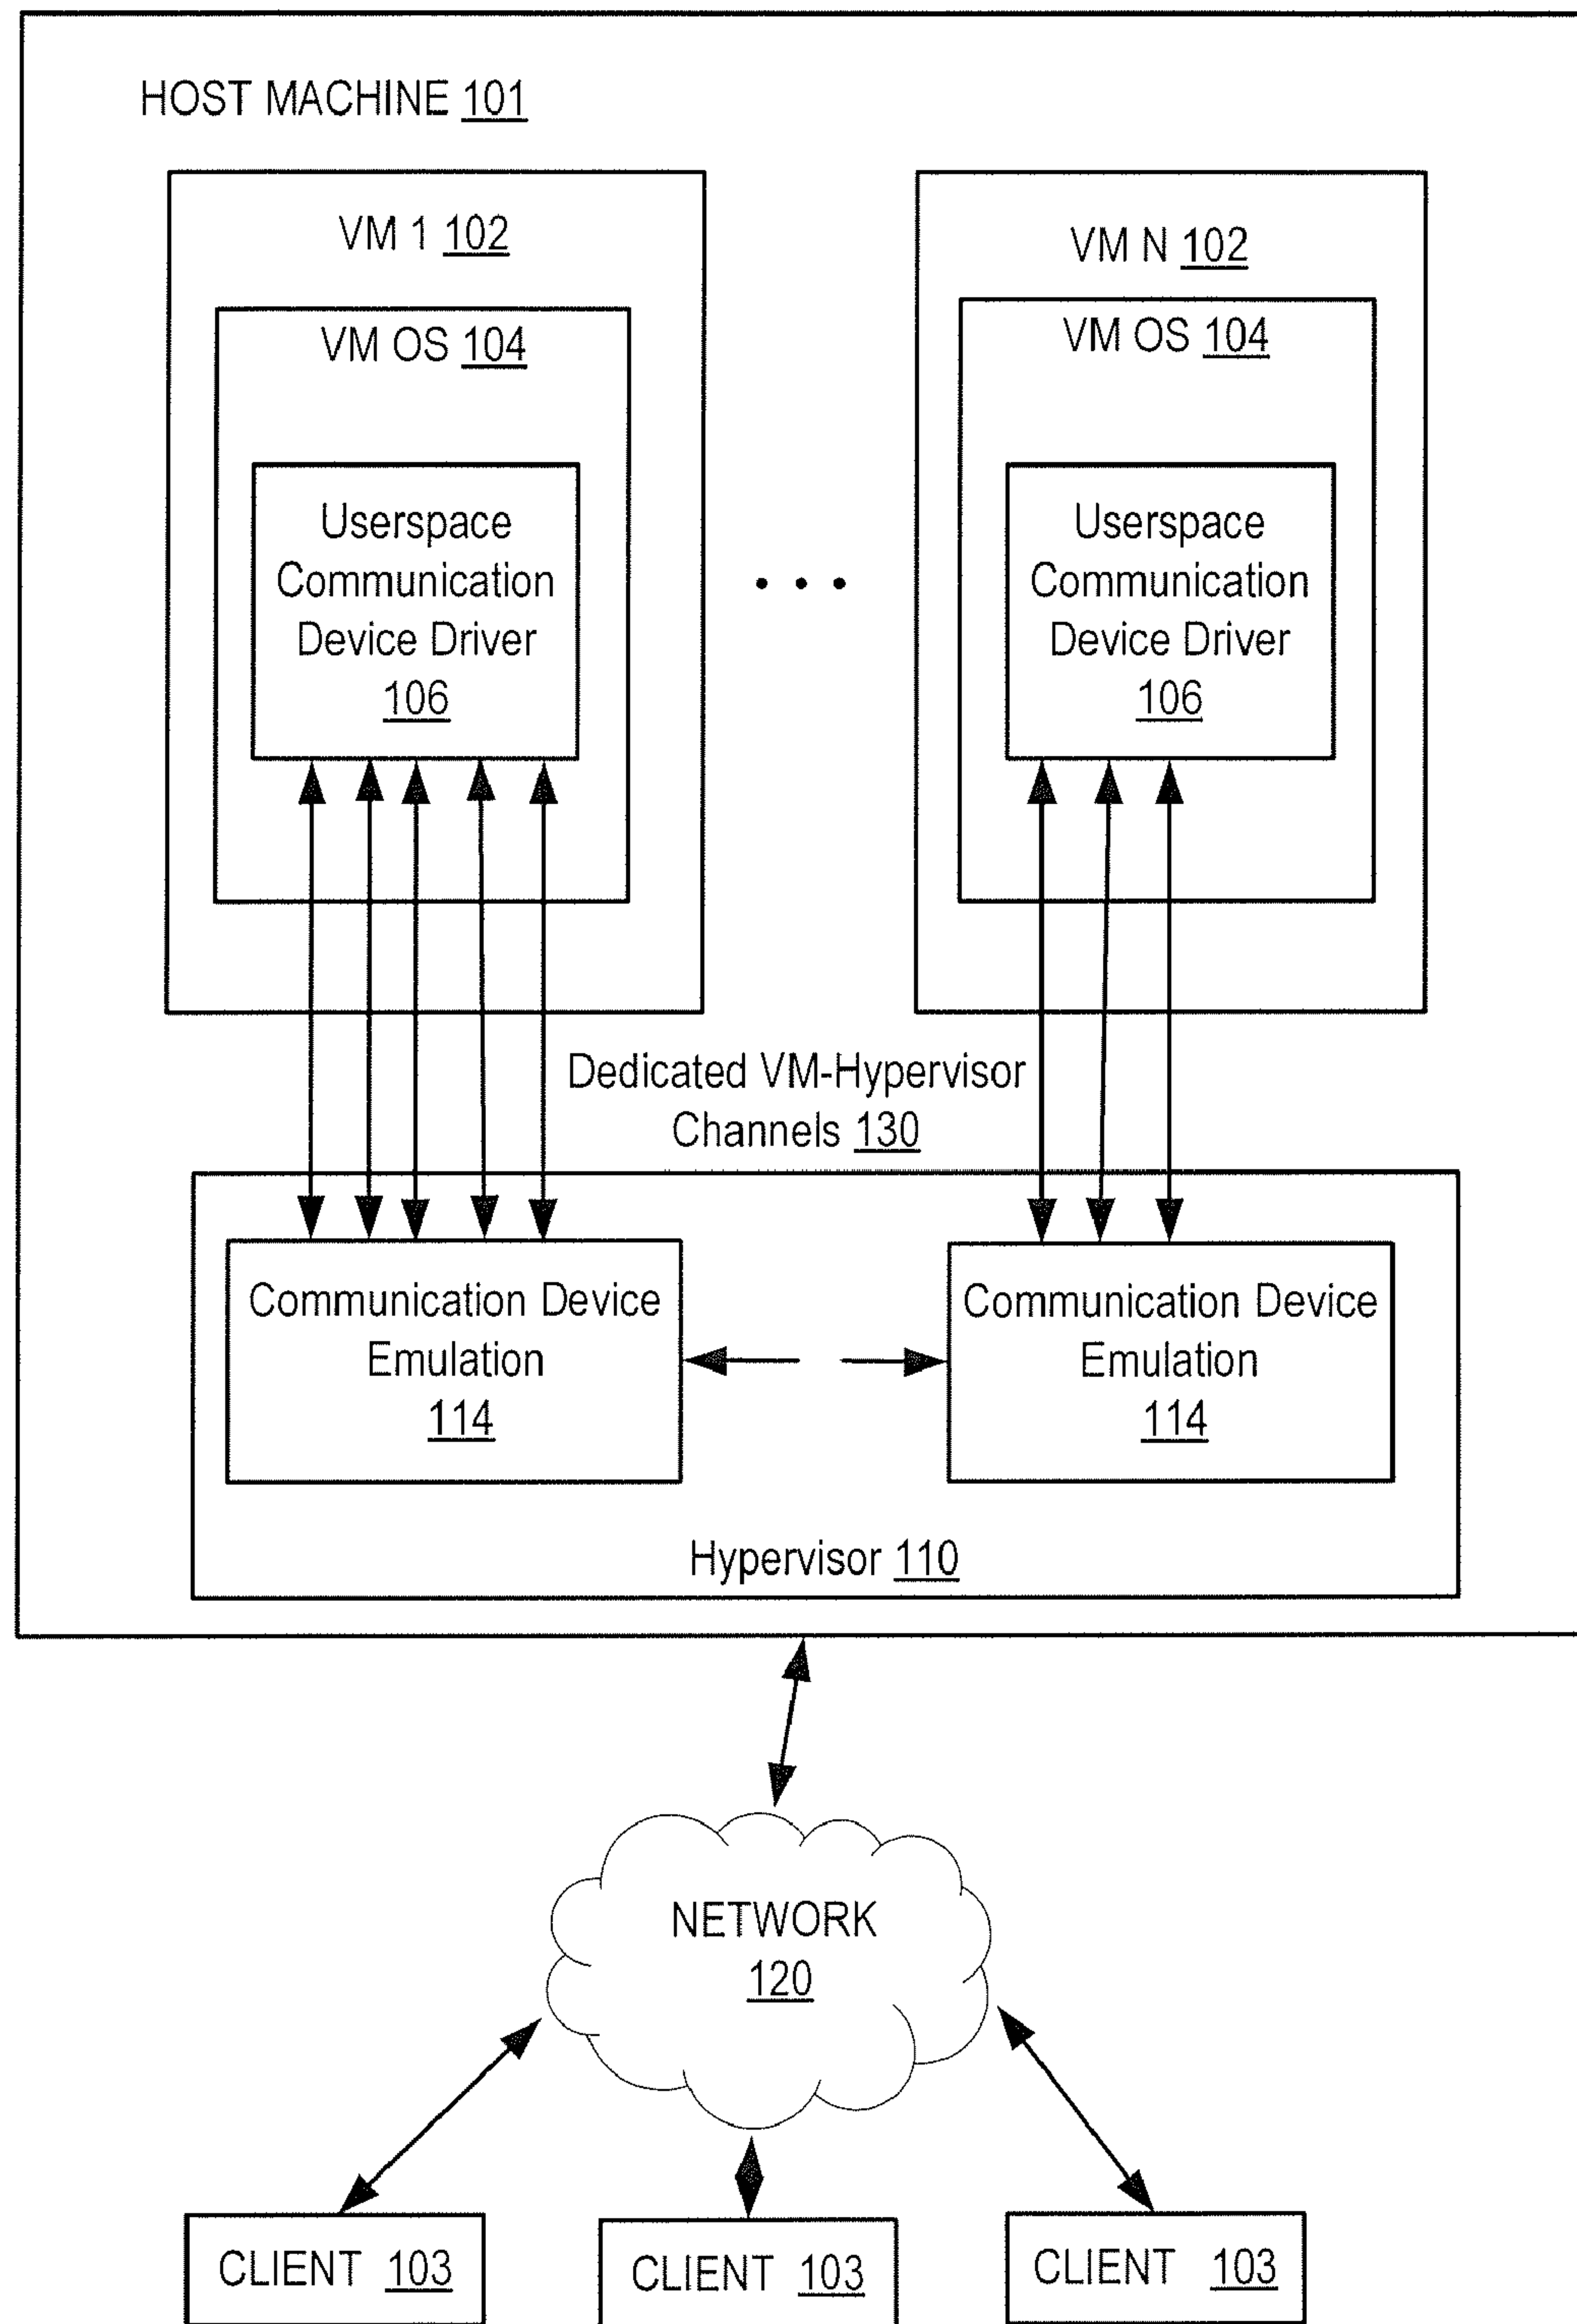 HOST MACHINE 101
VM 1 102
VM OS 104
Userspace
Communication
Device Driver
106
. . .
VM N 102
VM OS 104
Userspace
Communication
Device Driver
106
Dedicated VM-Hypervisor
Channels 130
Communication Device
Emulation
114
Communication Device
Emulation
114
Hypervisor 110
NETWORK
120
CLIENT 103
CLIENT 103
CLIENT 103